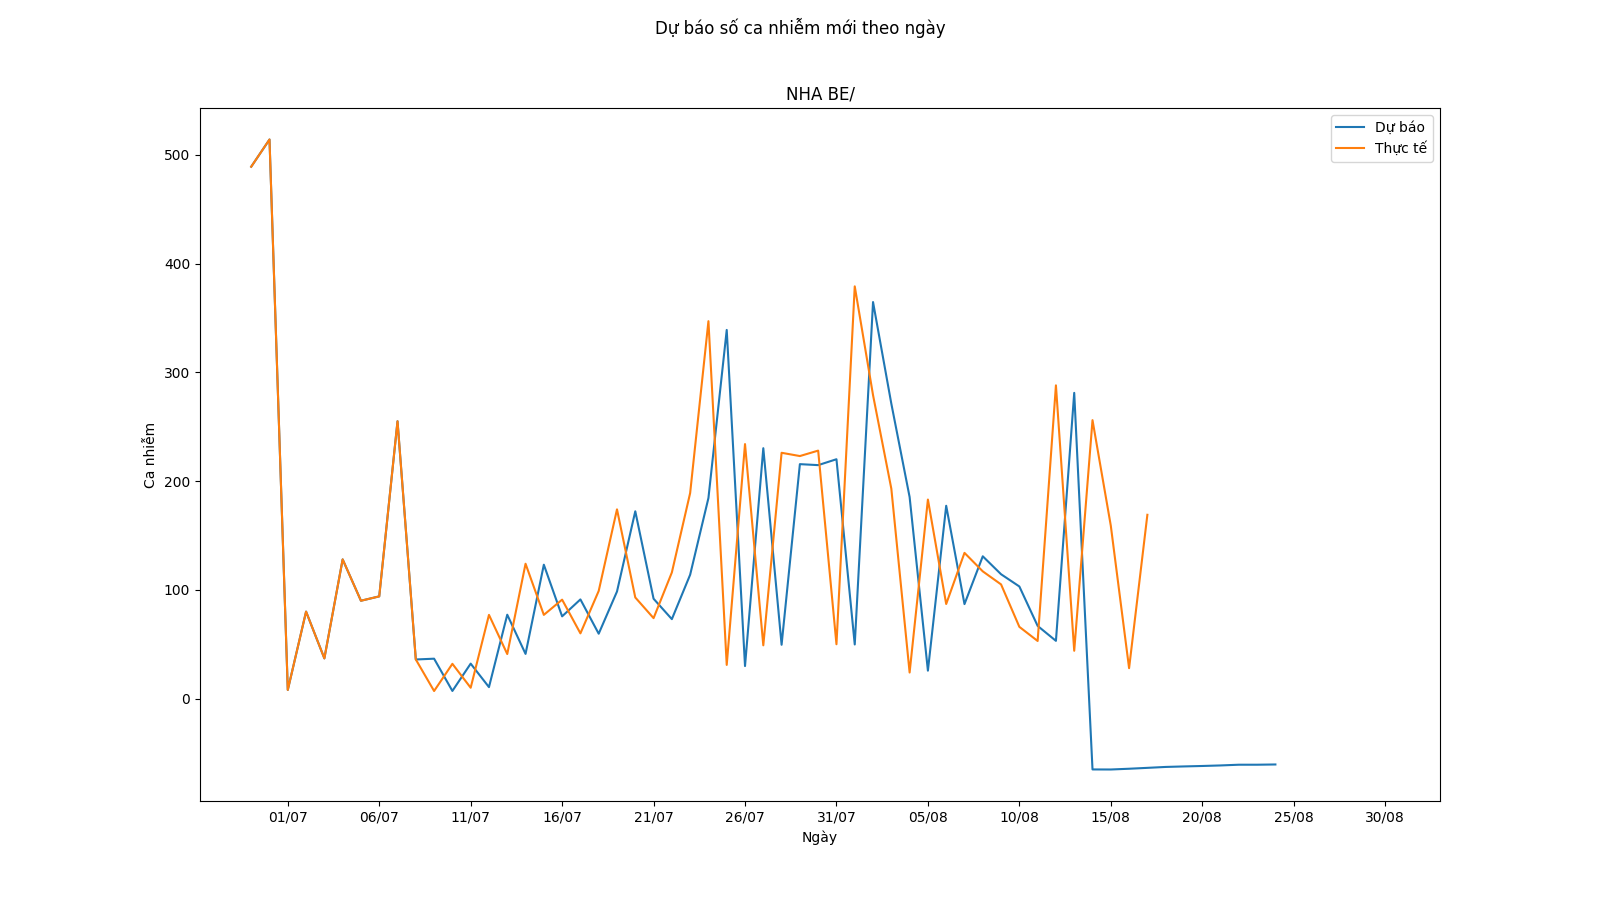 Dự báo số ca nhiễm mới theo ngày
NHA BE/
Dự báo
Thực tế
500
400
300
200
100
0
Ca nhiễm
01/07 06/07 11/07 16/07 21/07 26/07 31/07 05/08 10/08 15/08 20/08 25/08 30/08
Ngày